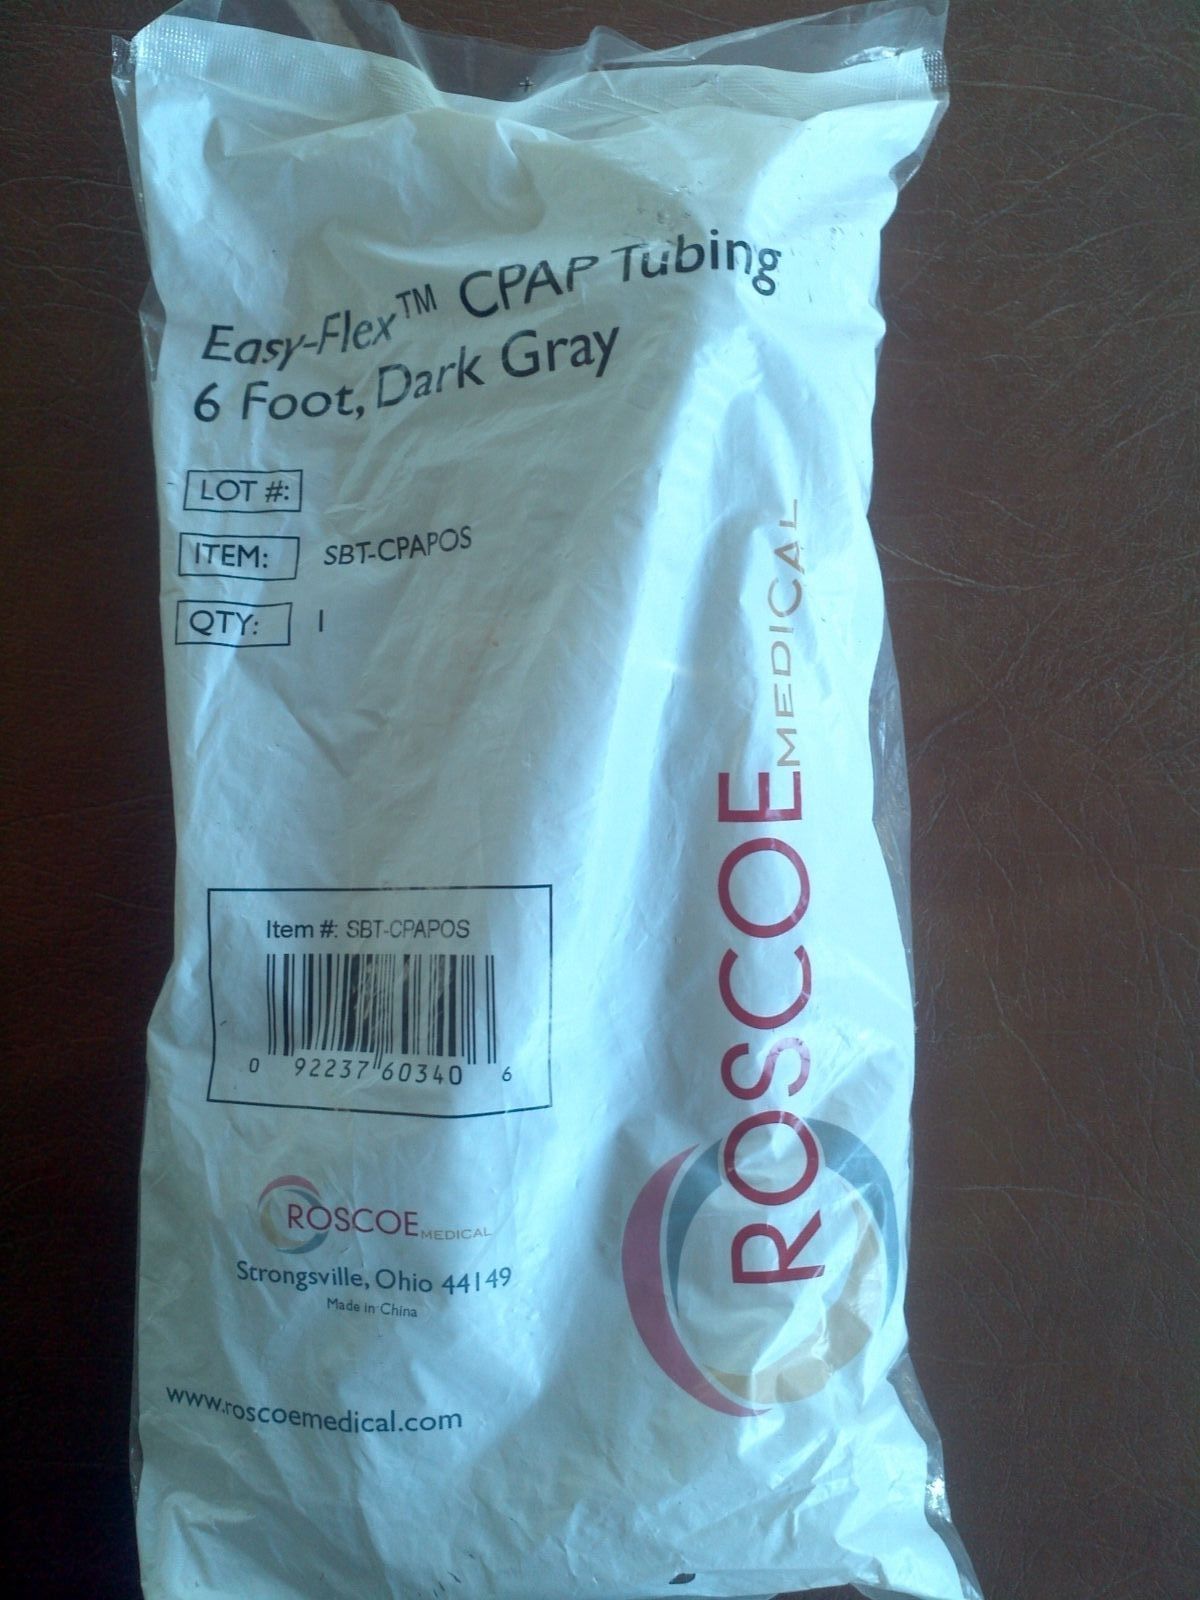 Easy-Flex™ CPAP Tubing
6 Foot, Dark Gray
LOT #:
ITEM: SBT-CPAPOS
QTY: 1
Item #: SBT-CPAPOS
0 92237 60340 6
ROSCOE MEDICAL
Strongsville, Ohio 44149
Made in China
www.roscoemedical.com
ROSCOE MEDICAL